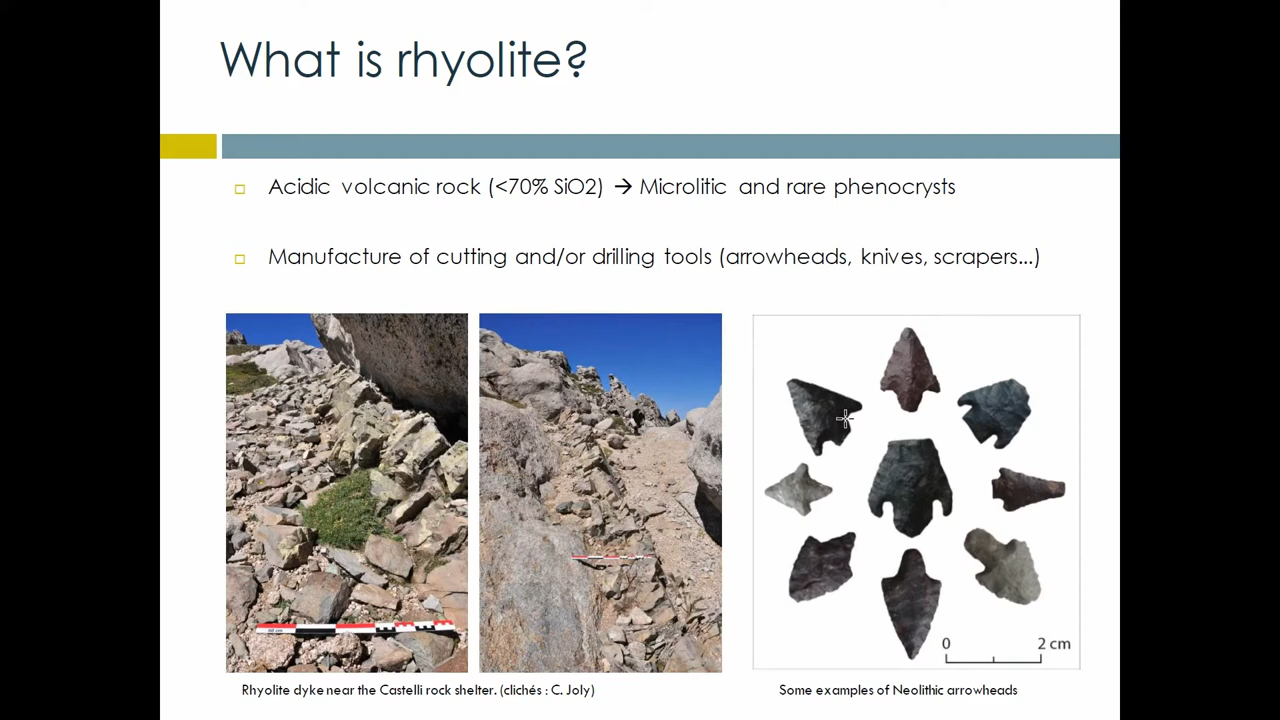 What is rhyolite?
Acidic volcanic rock (<70% SiO2) → Microlitic and rare phenocrysts
Manufacture of cutting and/or drilling tools (arrowheads, knives, scrapers...)
0 2 cm
Rhyolite dyke near the Castelli rock shelter. (clichés : C. Joly)
Some examples of Neolithic arrowheads